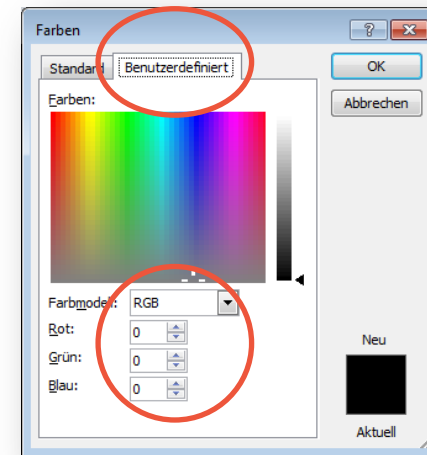 Farben
Standard Benutzerdefiniert
OK
Abbrechen
Farben:
Farbmodell: RGB
Rot: 0
Grün: 0
Blau: 0
Neu
Aktuell